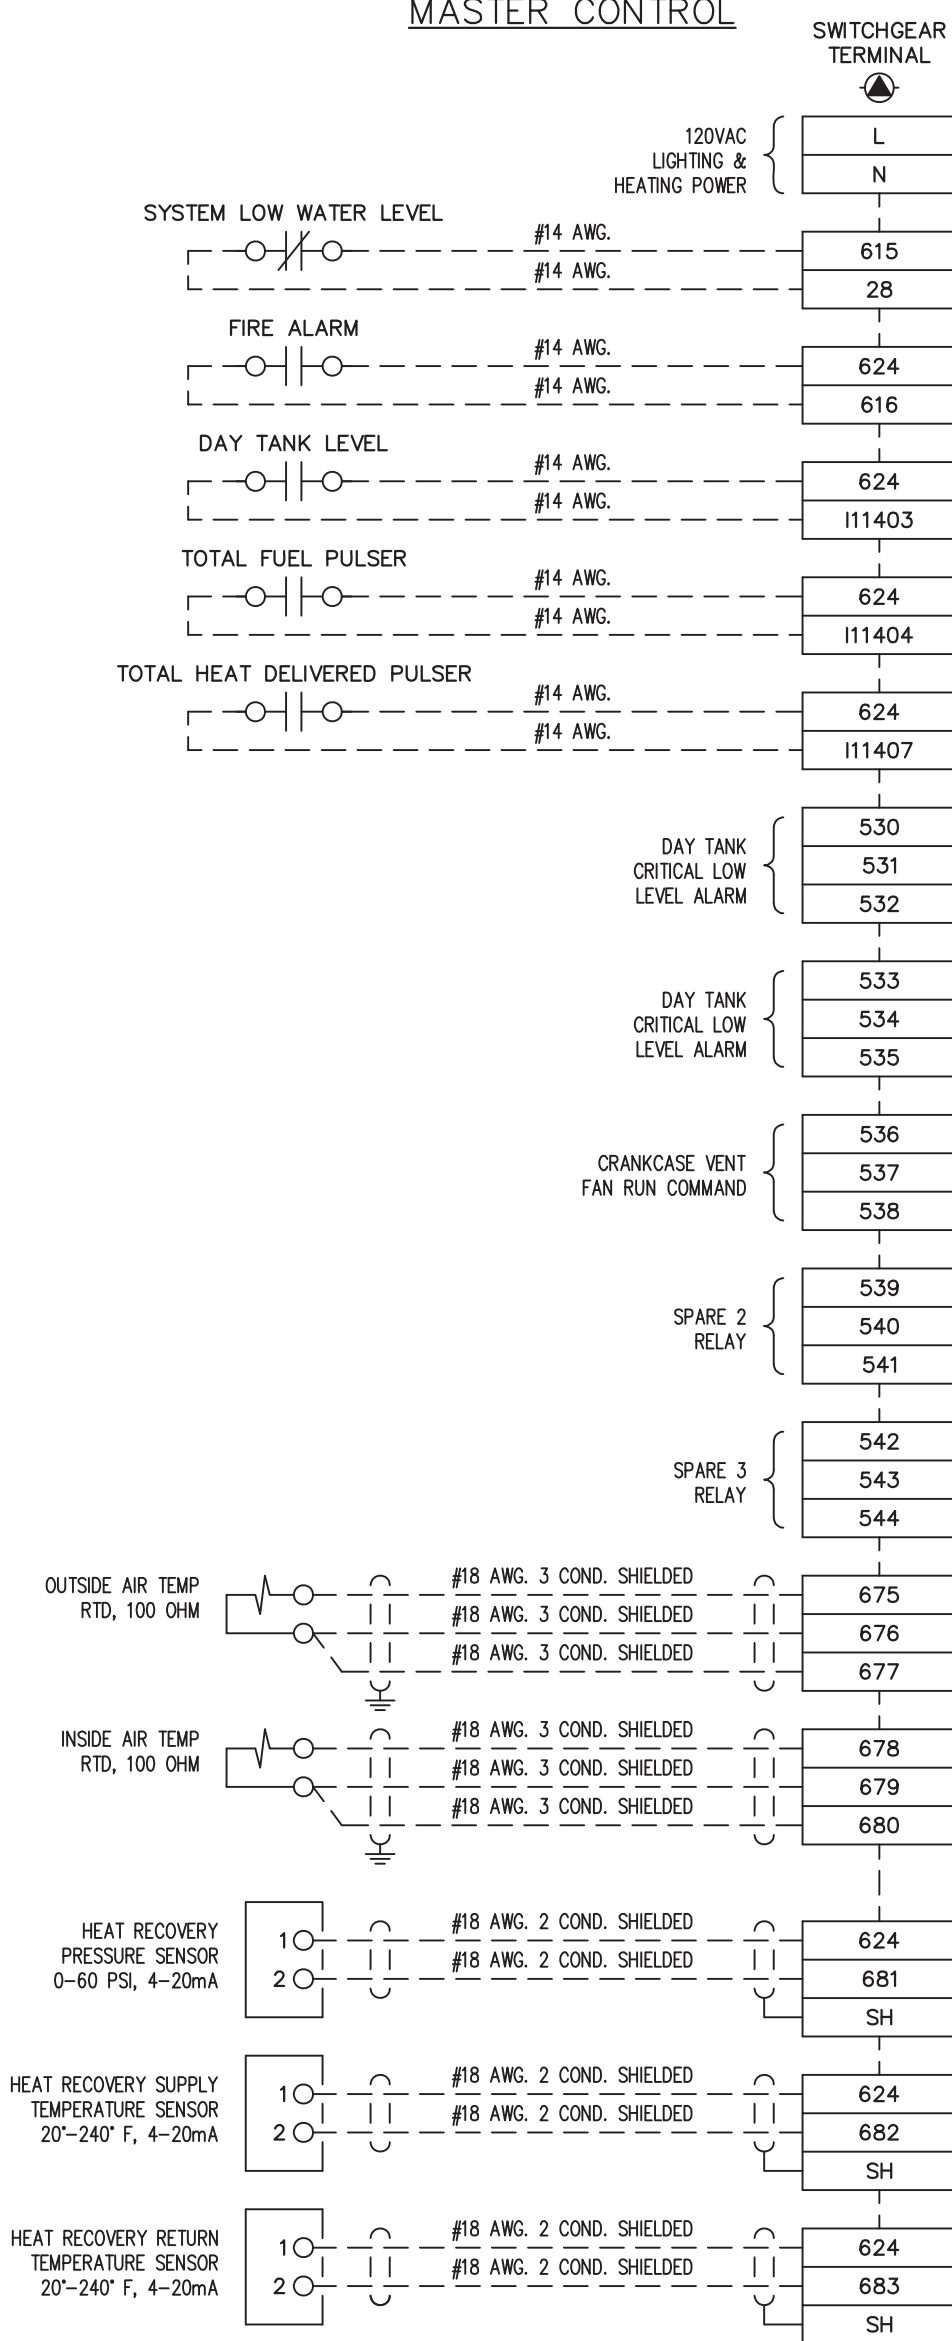 MASTER CONTROL
SWITCHGEAR
TERMINAL
120VAC
LIGHTING &
HEATING POWER
L
N
SYSTEM LOW WATER LEVEL
#14 AWG.
615
#14 AWG.
28
FIRE ALARM
#14 AWG.
624
#14 AWG.
616
DAY TANK LEVEL
#14 AWG.
624
#14 AWG.
I11403
TOTAL FUEL PULSER
#14 AWG.
624
#14 AWG.
I11404
TOTAL HEAT DELIVERED PULSER
#14 AWG.
624
#14 AWG.
I11407
DAY TANK
CRITICAL LOW
LEVEL ALARM
530
531
532
DAY TANK
CRITICAL LOW
LEVEL ALARM
533
534
535
CRANKCASE VENT
FAN RUN COMMAND
536
537
538
SPARE 2
RELAY
539
540
541
SPARE 3
RELAY
542
543
544
OUTSIDE AIR TEMP
RTD, 100 OHM
#18 AWG. 3 COND. SHIELDED
675
#18 AWG. 3 COND. SHIELDED
676
#18 AWG. 3 COND. SHIELDED
677
INSIDE AIR TEMP
RTD, 100 OHM
#18 AWG. 3 COND. SHIELDED
678
#18 AWG. 3 COND. SHIELDED
679
#18 AWG. 3 COND. SHIELDED
680
HEAT RECOVERY
PRESSURE SENSOR
0-60 PSI, 4-20mA
1
#18 AWG. 2 COND. SHIELDED
624
2
#18 AWG. 2 COND. SHIELDED
681
SH
HEAT RECOVERY SUPPLY
TEMPERATURE SENSOR
20°-240° F, 4-20mA
1
#18 AWG. 2 COND. SHIELDED
624
2
#18 AWG. 2 COND. SHIELDED
682
SH
HEAT RECOVERY RETURN
TEMPERATURE SENSOR
20°-240° F, 4-20mA
1
#18 AWG. 2 COND. SHIELDED
624
2
#18 AWG. 2 COND. SHIELDED
683
SH